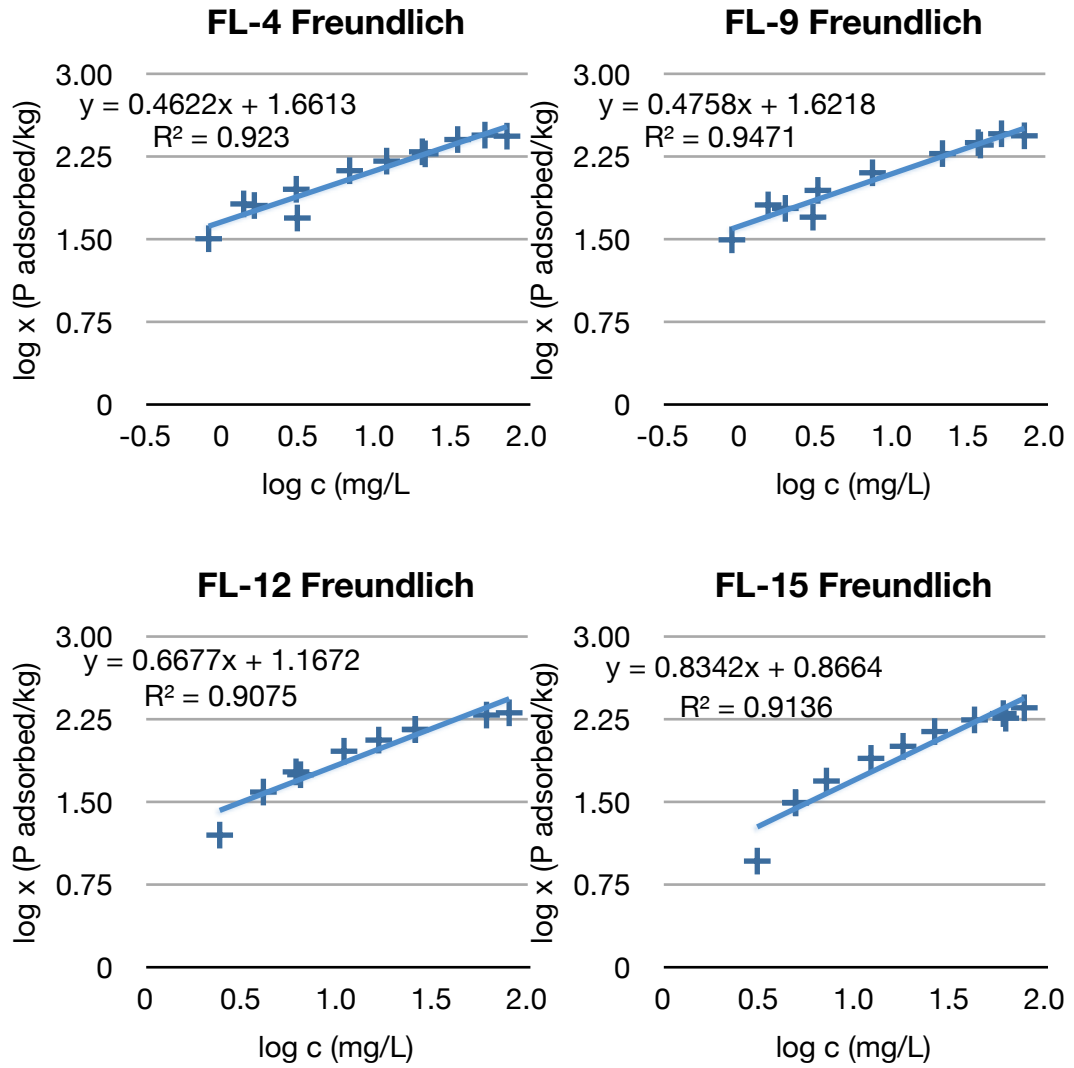 FL-4 Freundlich
log x (P adsorbed/kg)
3.00
2.25
1.50
0.75
0
y = 0.4622x + 1.6613
R² = 0.923
-0.5 0 0.5 1.0 1.5 2.0
log c (mg/L
FL-9 Freundlich
log x (P adsorbed/kg)
3.00
2.25
1.50
0.75
0
y = 0.4758x + 1.6218
R² = 0.9471
-0.5 0 0.5 1.0 1.5 2.0
log c (mg/L)
FL-12 Freundlich
log x (P adsorbed/kg)
3.00
2.25
1.50
0.75
0
y = 0.6677x + 1.1672
R² = 0.9075
0 0.5 1.0 1.5 2.0
log c (mg/L)
FL-15 Freundlich
log x (P adsorbed/kg)
3.00
2.25
1.50
0.75
0
y = 0.8342x + 0.8664
R² = 0.9136
0 0.5 1.0 1.5 2.0
log c (mg/L)